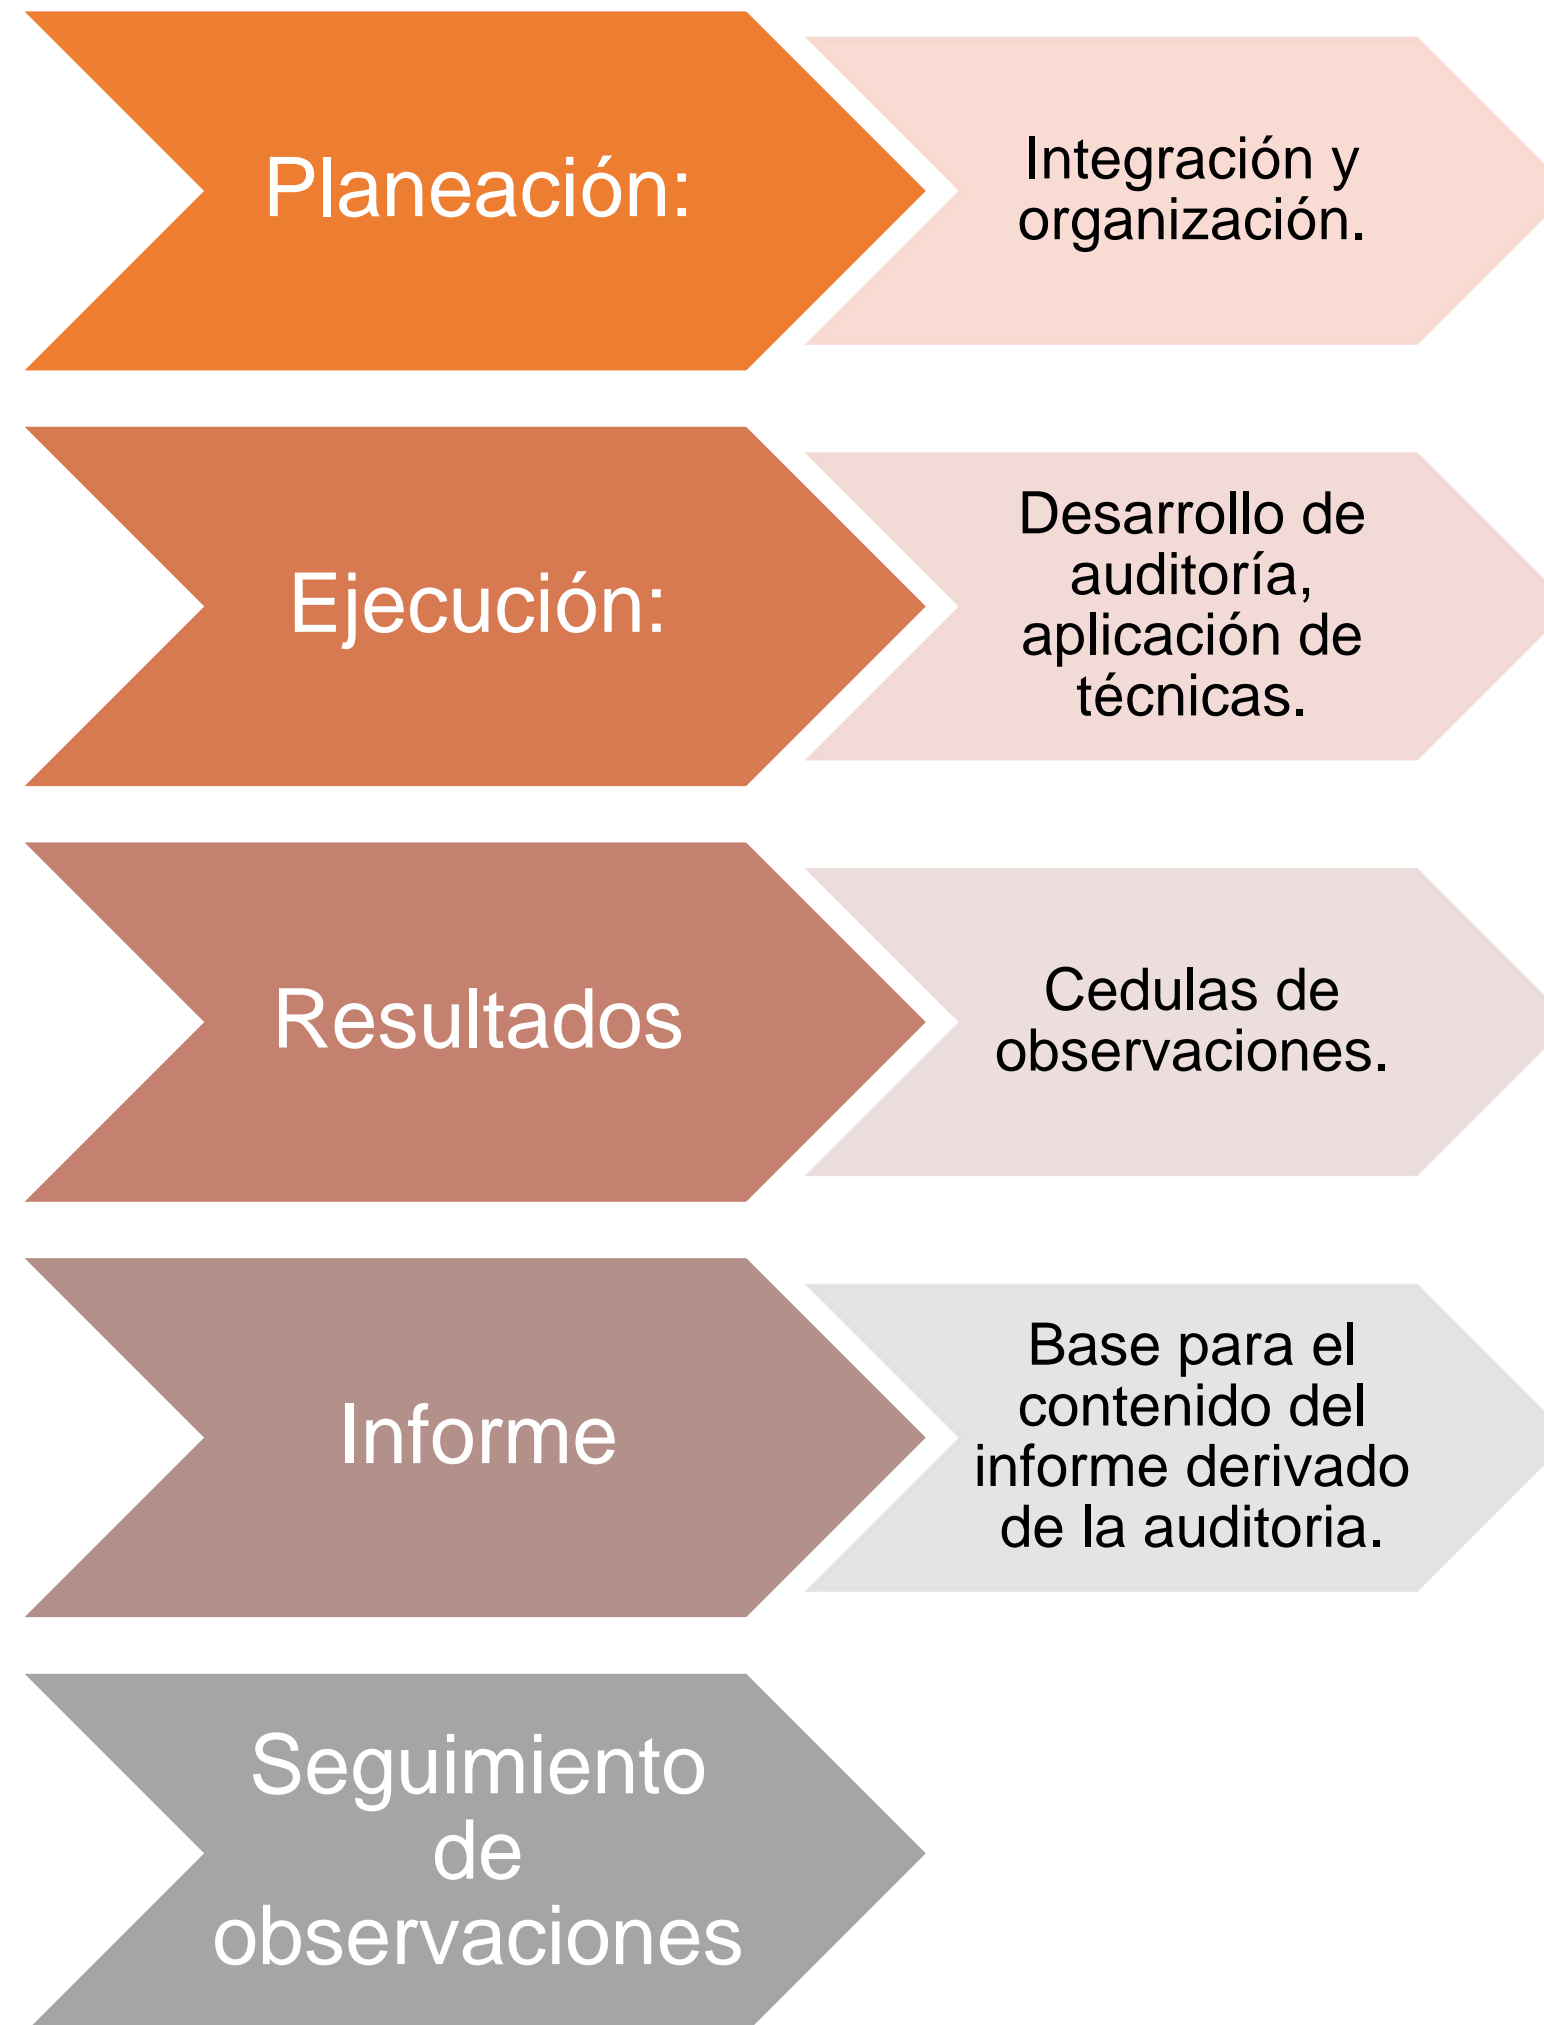 Planeación:
Integración y
organización.
Ejecución:
Desarrollo de
auditoría,
aplicación de
técnicas.
Resultados
Cedulas de
observaciones.
Informe
Base para el
contenido del
informe derivado
de la auditoria.
Seguimiento
de
observaciones